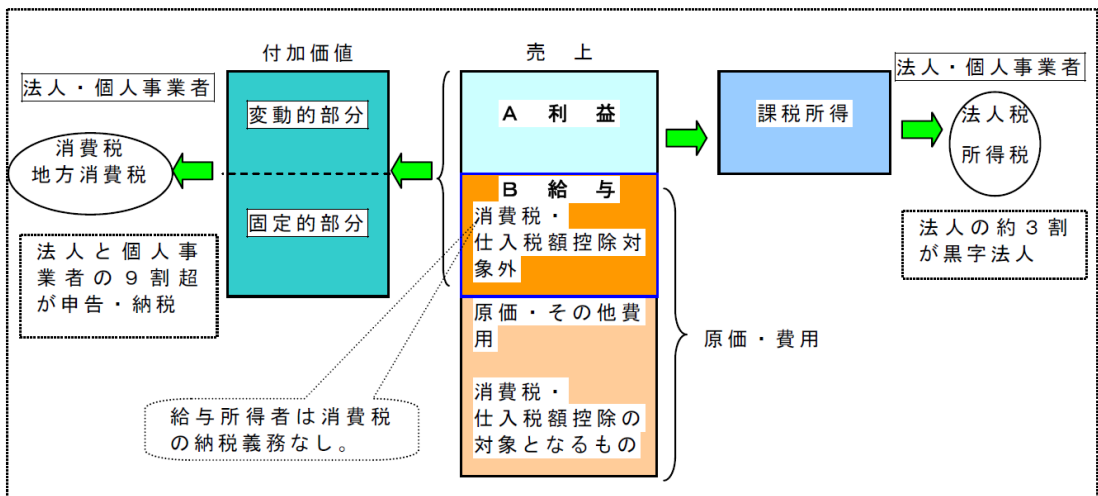 付加価値
売上
法人・個人事業者
法人・個人事業者
変動的部分
A 利益
課税所得
法人税
所得税
消費税
地方消費税
固定的部分
B 給与
消費税・
仕入税額控除対
象外
法人と個人事
業者の9割超
が申告・納税
法人の約3割
が黒字法人
原価・その他費
用
原価・費用
消費税・
仕入税額控除の
対象となるもの
給与所得者は消費税
の納税義務なし。